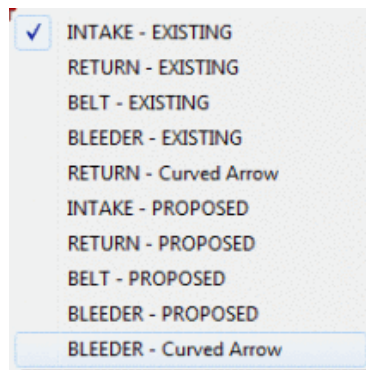 INTAKE - EXISTING
RETURN - EXISTING
BELT - EXISTING
BLEEDER - EXISTING
RETURN - Curved Arrow
INTAKE - PROPOSED
RETURN - PROPOSED
BELT - PROPOSED
BLEEDER - PROPOSED
BLEEDER - Curved Arrow